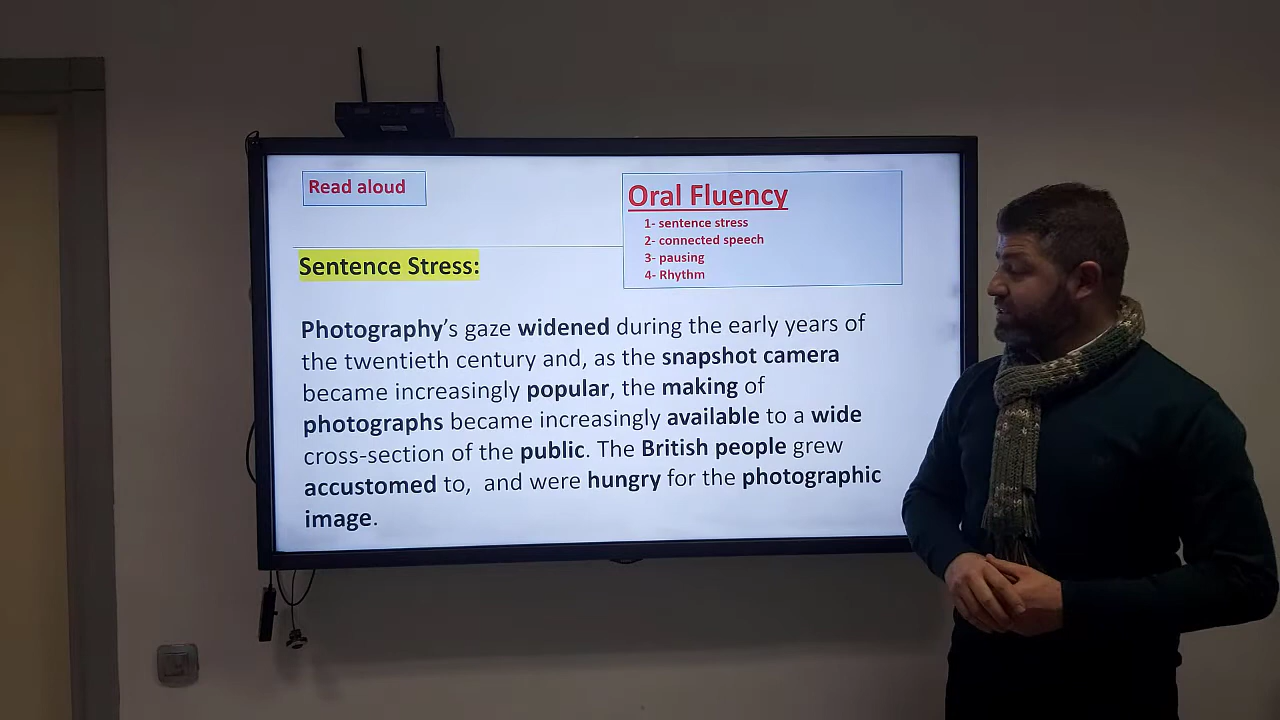 Read aloud
Oral Fluency
1- sentence stress
2- connected speech
3- pausing
4- Rhythm
Sentence Stress:
Photography's gaze widened during the early years of
the twentieth century and, as the snapshot camera
became increasingly popular, the making of
photographs became increasingly available to a wide
cross-section of the public. The British people grew
accustomed to, and were hungry for the photographic
image.